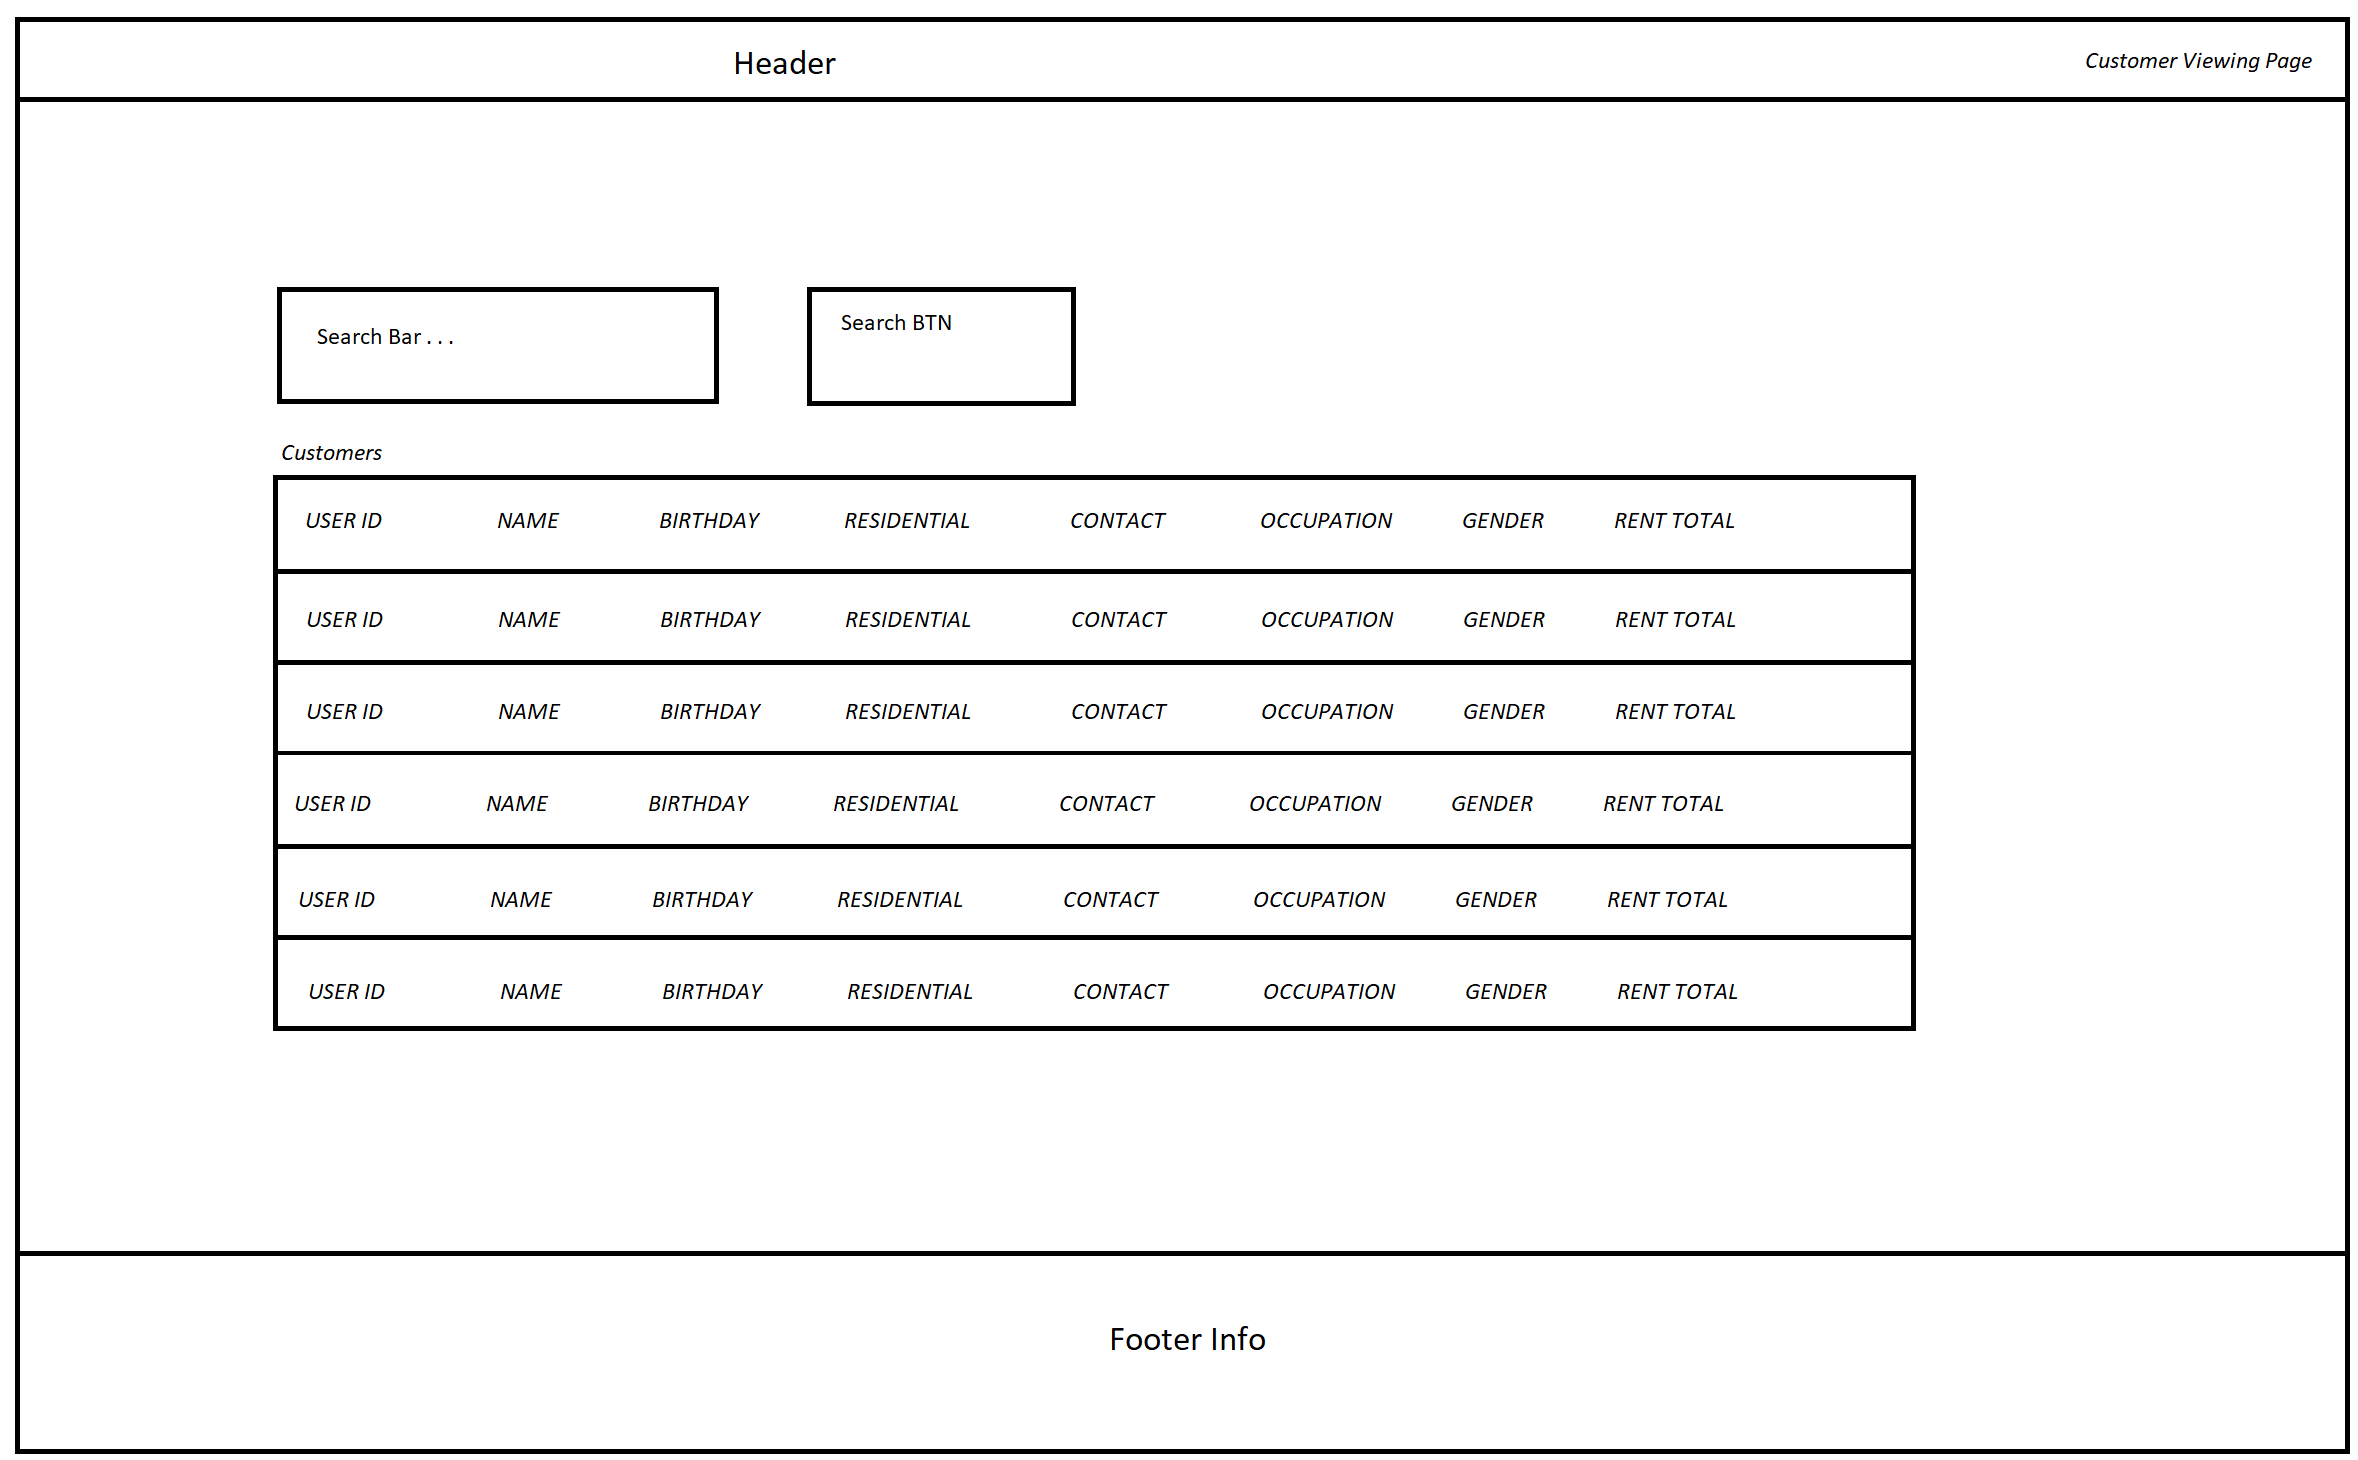 Header
Customer Viewing Page
Search Bar . . .
Search BTN
Customers
USER ID NAME BIRTHDAY RESIDENTIAL CONTACT OCCUPATION GENDER RENT TOTAL
USER ID NAME BIRTHDAY RESIDENTIAL CONTACT OCCUPATION GENDER RENT TOTAL
USER ID NAME BIRTHDAY RESIDENTIAL CONTACT OCCUPATION GENDER RENT TOTAL
USER ID NAME BIRTHDAY RESIDENTIAL CONTACT OCCUPATION GENDER RENT TOTAL
USER ID NAME BIRTHDAY RESIDENTIAL CONTACT OCCUPATION GENDER RENT TOTAL
USER ID NAME BIRTHDAY RESIDENTIAL CONTACT OCCUPATION GENDER RENT TOTAL
Footer Info